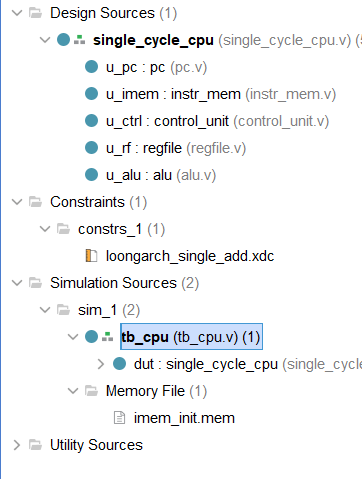 Design Sources (1)
single_cycle_cpu (single_cycle_cpu.v) (5
u_pc : pc (pc.v)
u_imem : instr_mem (instr_mem.v)
u_ctrl : control_unit (control_unit.v)
u_rf : regfile (regfile.v)
u_alu : alu (alu.v)
Constraints (1)
constrs_1 (1)
loongarch_single_add.xdc
Simulation Sources (2)
sim_1 (2)
tb_cpu (tb_cpu.v) (1)
dut : single_cycle_cpu (single_cycle
Memory File (1)
imem_init.mem
Utility Sources